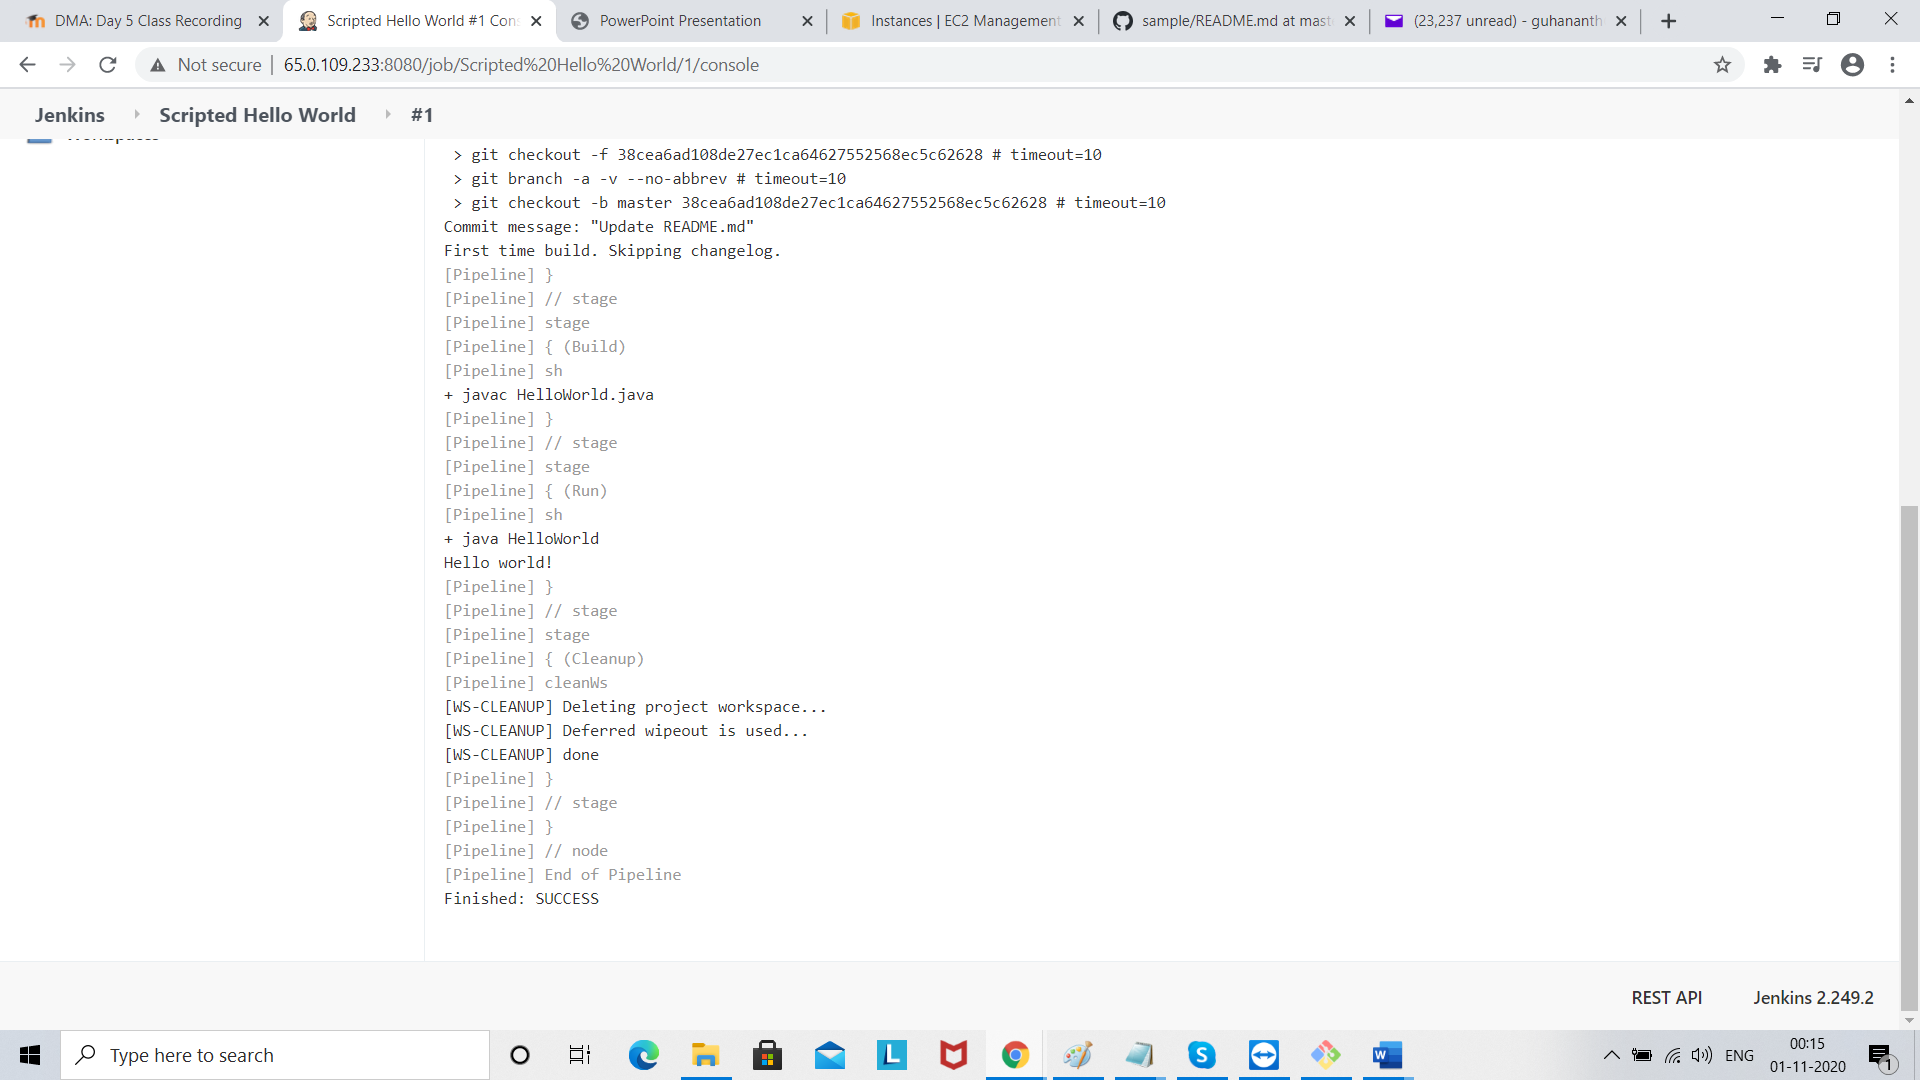 DMA: Day 5 Class Recording
Scripted Hello World #1 Cons
PowerPoint Presentation
Instances | EC2 Management
sample/README.md at mast
(23,237 unread) - guhananth
Not secure | 65.0.109.233:8080/job/Scripted%20Hello%20World/1/console
Jenkins Scripted Hello World #1
Workspaces
> git checkout -f 38cea6ad108de27ec1ca64627552568ec5c62628 # timeout=10
> git branch -a -v --no-abbrev # timeout=10
> git checkout -b master 38cea6ad108de27ec1ca64627552568ec5c62628 # timeout=10
Commit message: "Update README.md"
First time build. Skipping changelog.
[Pipeline] }
[Pipeline] // stage
[Pipeline] stage
[Pipeline] { (Build)
[Pipeline] sh
+ javac HelloWorld.java
[Pipeline] }
[Pipeline] // stage
[Pipeline] stage
[Pipeline] { (Run)
[Pipeline] sh
+ java HelloWorld
Hello world!
[Pipeline] }
[Pipeline] // stage
[Pipeline] stage
[Pipeline] { (Cleanup)
[Pipeline] cleanWs
[WS-CLEANUP] Deleting project workspace...
[WS-CLEANUP] Deferred wipeout is used...
[WS-CLEANUP] done
[Pipeline] }
[Pipeline] // stage
[Pipeline] }
[Pipeline] // node
[Pipeline] End of Pipeline
Finished: SUCCESS
REST API Jenkins 2.249.2
Type here to search
ENG
00:15
01-11-2020
1